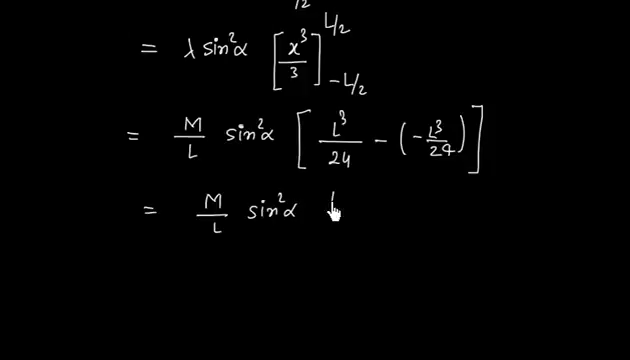 = λ sin²α [x³/3] L/2 -L/2
= M/L sin²α [ L³/24 - (-L³/24) ]
= M/L sin²α